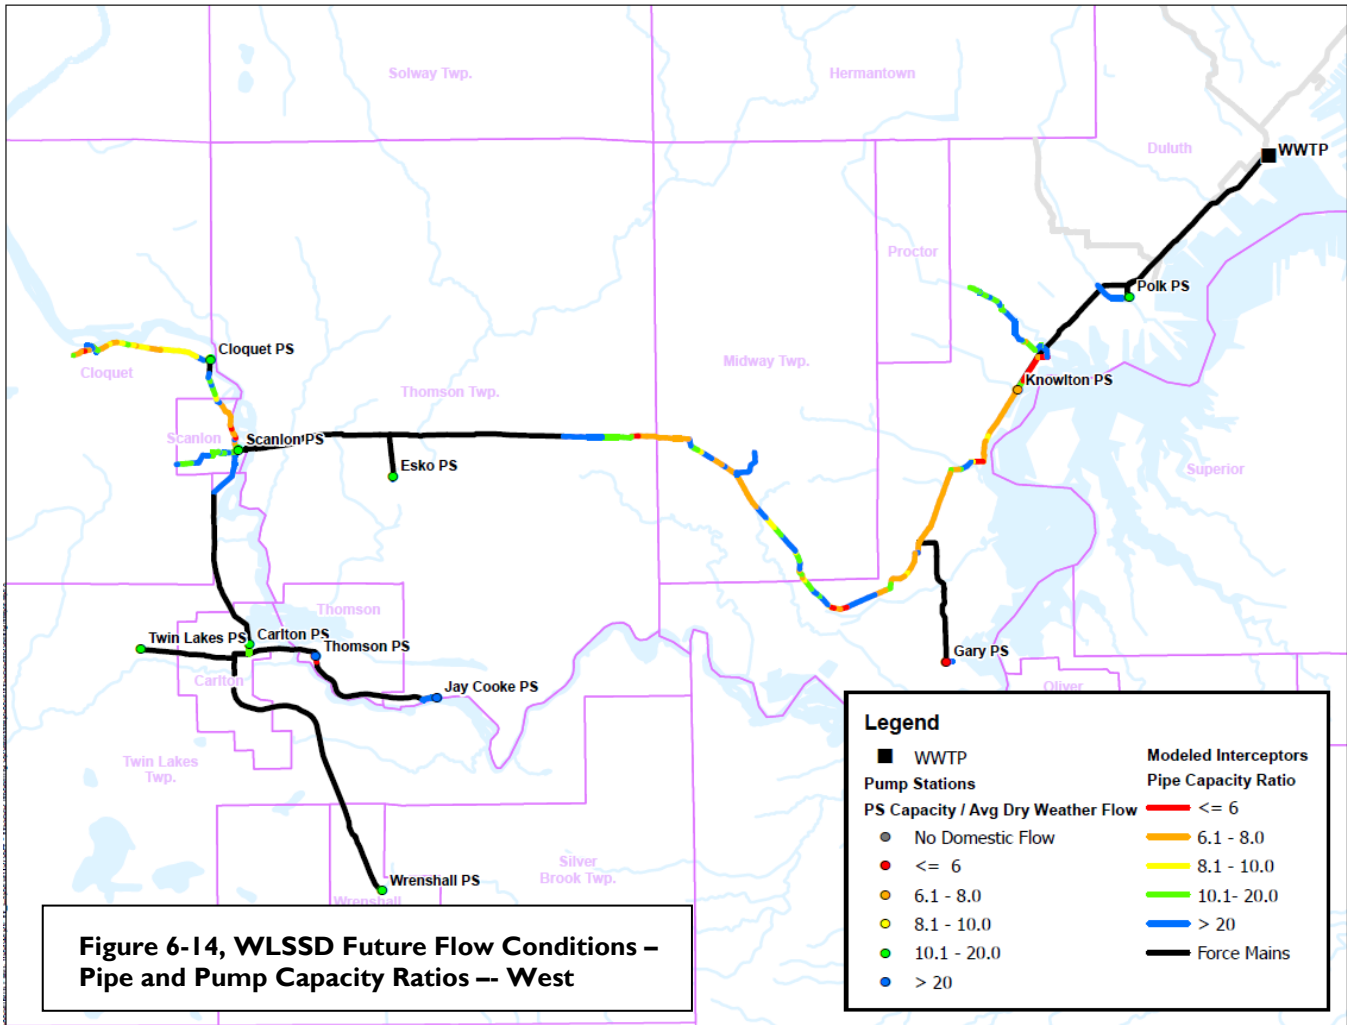 Solway Twp.
Hermantown
Duluth
WWTP
Proctor
Polk PS
Cloquet PS
Cloquet
Midway Twp.
Knowlton PS
Thomson Twp.
Scanlon
Scanlon PS
Esko PS
Superior
Thomson
Twin Lakes PS
Carlton PS
Thomson PS
Gary PS
Carlton
Jay Cooke PS
Oliver
Twin Lakes
Twp.
Silver
Brook Twp.
Wrenshall PS
Wrenshall
Legend
WWTP
Pump Stations
PS Capacity / Avg Dry Weather Flow
No Domestic Flow
<= 6
6.1 - 8.0
8.1 - 10.0
10.1 - 20.0
> 20
Modeled Interceptors
Pipe Capacity Ratio
<= 6
6.1 - 8.0
8.1 - 10.0
10.1- 20.0
> 20
Force Mains
Figure 6-14, WLSSD Future Flow Conditions –
Pipe and Pump Capacity Ratios –- West